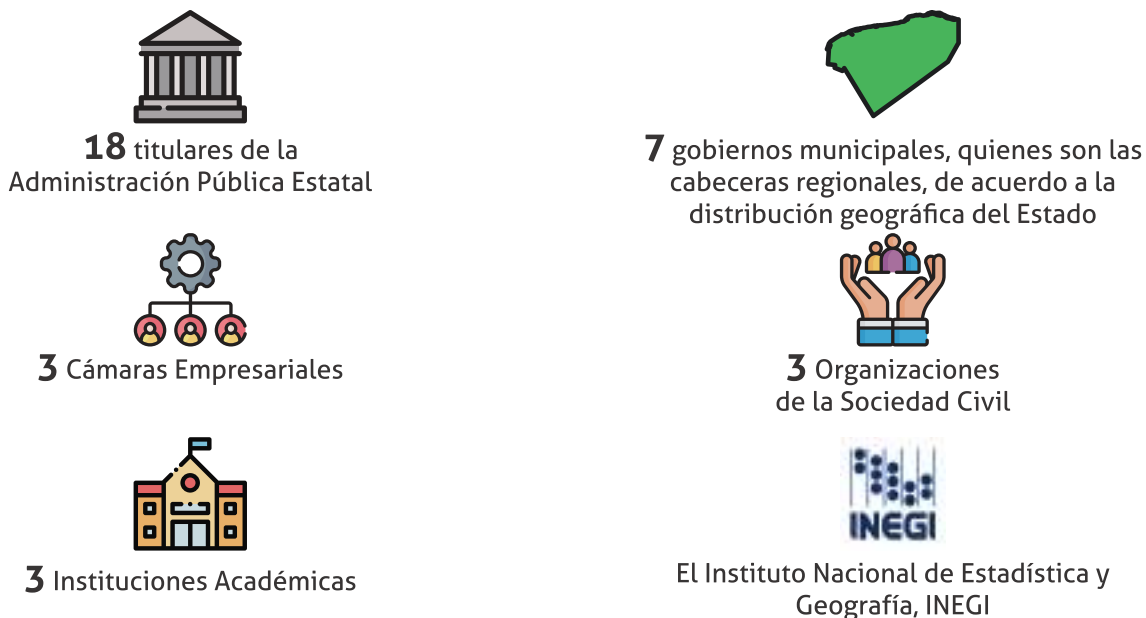 18 titulares de la
Administración Pública Estatal
7 gobiernos municipales, quienes son las
cabeceras regionales, de acuerdo a la
distribución geográfica del Estado
3 Cámaras Empresariales
3 Organizaciones
de la Sociedad Civil
3 Instituciones Académicas
INEGI
El Instituto Nacional de Estadística y
Geografía, INEGI